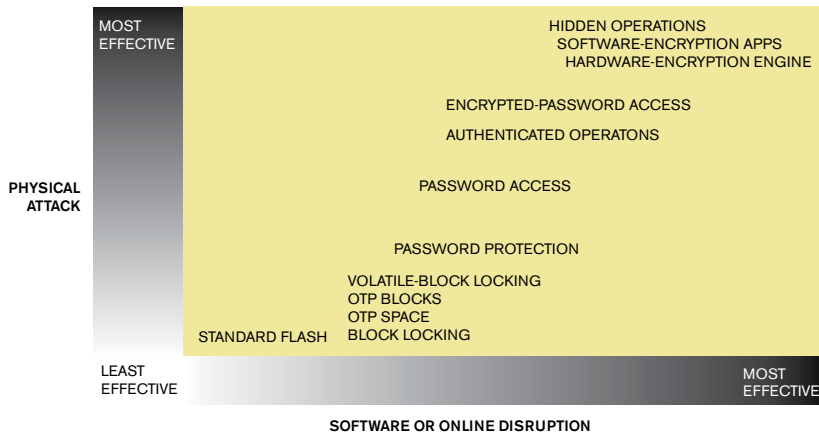 MOST
EFFECTIVE
HIDDEN OPERATIONS
SOFTWARE-ENCRYPTION APPS
HARDWARE-ENCRYPTION ENGINE
ENCRYPTED-PASSWORD ACCESS
AUTHENTICATED OPERATONS
PHYSICAL
ATTACK
PASSWORD ACCESS
PASSWORD PROTECTION
VOLATILE-BLOCK LOCKING
OTP BLOCKS
OTP SPACE
STANDARD FLASH
BLOCK LOCKING
LEAST
EFFECTIVE
MOST
EFFECTIVE
SOFTWARE OR ONLINE DISRUPTION